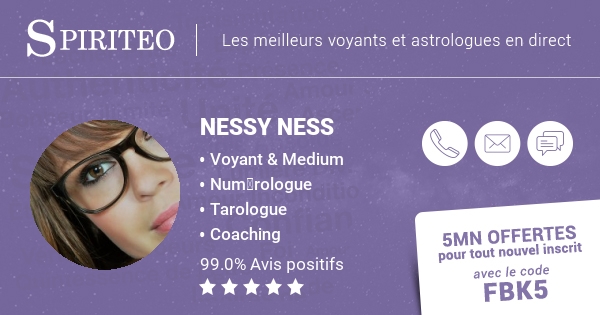 SPIRITEO
Les meilleurs voyants et astrologues en direct
NESSY NESS
• Voyant & Medium
• Num▯rologue
• Tarologue
• Coaching
99.0% Avis positifs
5MN OFFERTES
pour tout nouvel inscrit
avec le code
FBK5